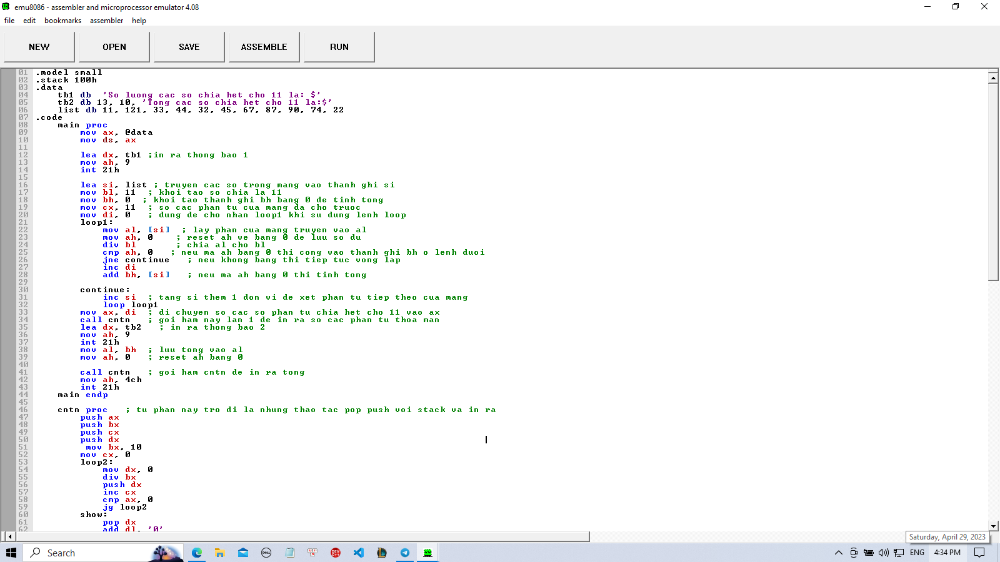 emu8086 - assembler and microprocessor emulator 4.08
file edit bookmarks assembler help
NEW OPEN SAVE ASSEMBLE RUN
01 .model small
02 .stack 100h
03 .data
04 tb1 db 'So luong cac so chia het cho 11 la: $'
05 tb2 db 13, 10, 'Tong cac so chia het cho 11 la:$'
06 list db 11, 121, 33, 44, 32, 45, 67, 87, 90, 74, 22
07 .code
08 main proc
09 mov ax, @data
10 mov ds, ax
11
12 lea dx, tb1 ;in ra thong bao 1
13 mov ah, 9
14 int 21h
15
16 lea si, list ; truyen cac so trong mang vao thanh ghi si
17 mov bl, 11 ; khoi tao so chia la 11
18 mov bh, 0 ; khoi tao thanh ghi bh bang 0 de tinh tong
19 mov cx, 11 ; so cac phan tu cua mang da cho truoc
20 mov di, 0 ; dung de cho nhan loop1 khi su dung lenh loop
21 loop1:
22 mov al, [si] ; lay phan cua mang truyen vao al
23 mov ah, 0 ; reset ah ve bang 0 de luu so du
24 div bl ; chia al cho bl
25 cmp ah, 0 ; neu ma ah bang 0 thi cong vao thanh ghi bh o lenh duoi
26 jne continue ; neu khong bang thi tiep tuc vong lap
27 inc di
28 add bh, [si] ; neu ma ah bang 0 thi tinh tong
29
30 continue:
31 inc si ; tang si them 1 don vi de xet phan tu tiep theo cua mang
32 loop loop1
33 mov ax, di ; di chuyen so cac so phan tu chia het cho 11 vao ax
34 call cntn ; goi ham nay lan 1 de in ra so cac phan tu thoa man
35 lea dx, tb2 ; in ra thong bao 2
36 mov ah, 9
37 int 21h
38 mov al, bh ; luu tong vao al
39 mov ah, 0 ; reset ah bang 0
40
41 call cntn ; goi ham cntn de in ra tong
42 mov ah, 4ch
43 int 21h
44 main endp
45
46 cntn proc ; tu phan nay tro di la nhung thao tac pop push voi stack va in ra
47 push ax
48 push bx
49 push cx
50 push dx
51 mov bx, 10
52 mov cx, 0
53 loop2:
54 mov dx, 0
55 div bx
56 push dx
57 inc cx
58 cmp ax, 0
59 jg loop2
60 show:
61 pop dx
62 add dl, '0'
Saturday, April 29, 2023
Search
DELL
DEV C++
ENG 4:34 PM